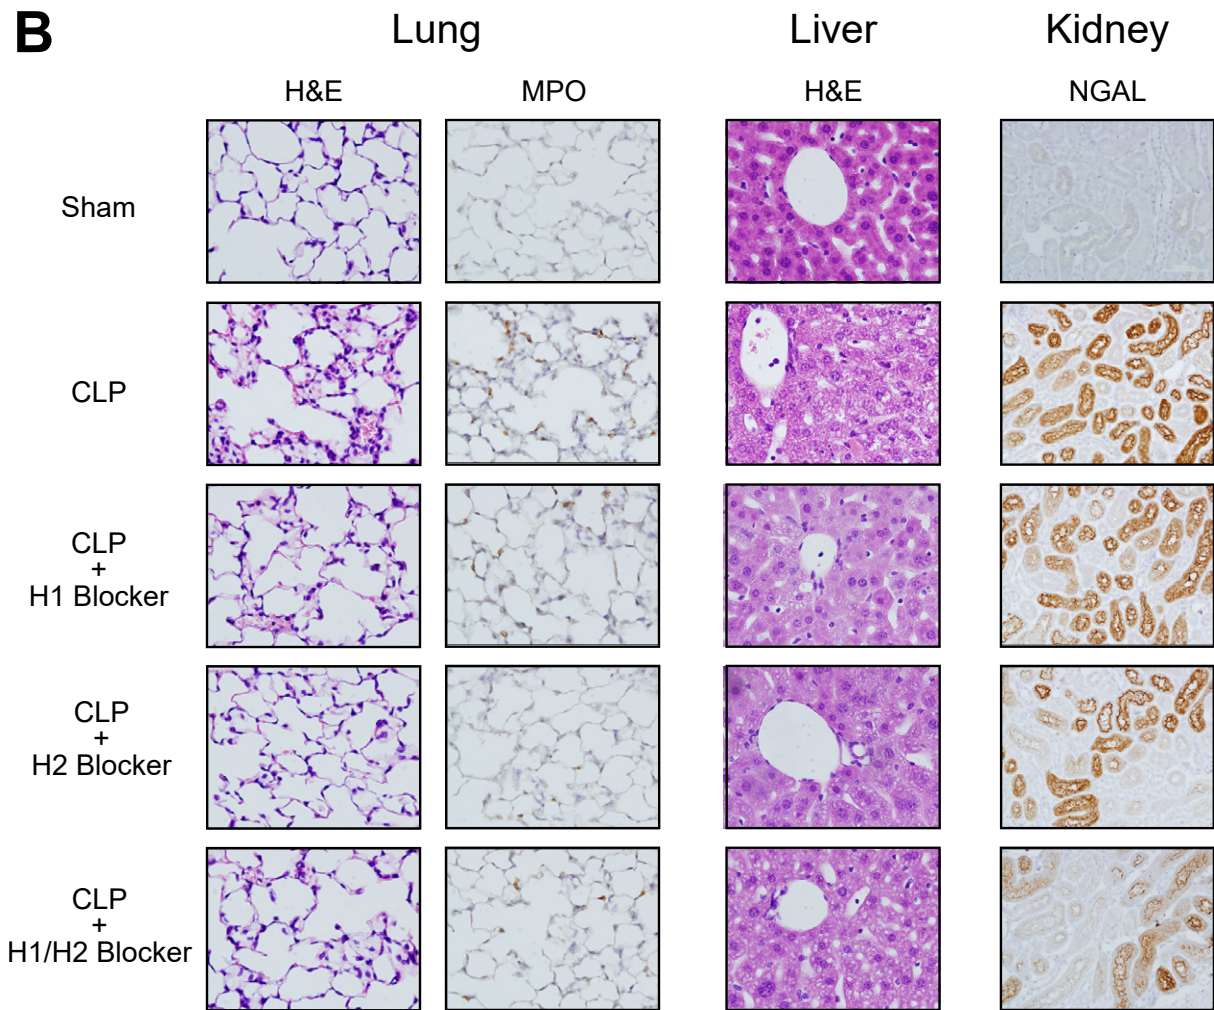 B
Lung
Liver
Kidney
H&E
MPO
H&E
NGAL
Sham
CLP
CLP
+
H1 Blocker
CLP
+
H2 Blocker
CLP
+
H1/H2 Blocker